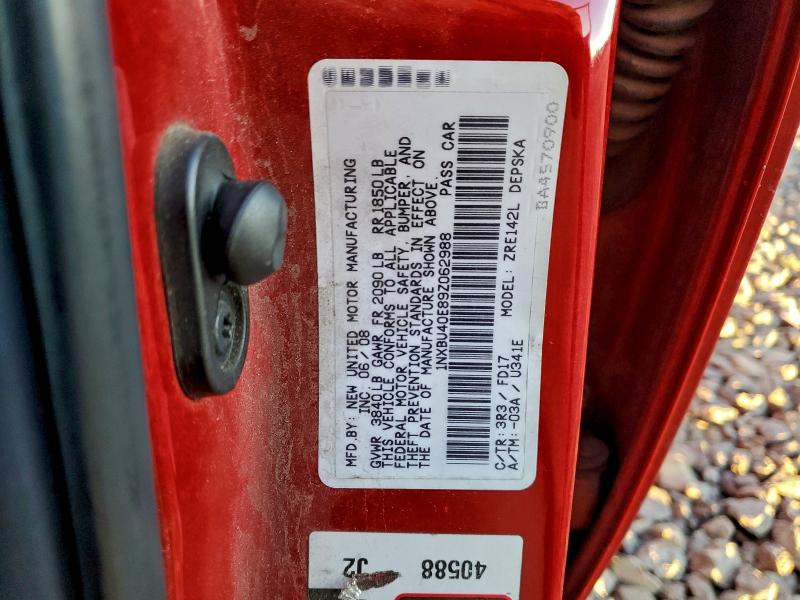 MFD.BY: NEW UNITED MOTOR MANUFACTURING
INC. 06/08
GVWR 3840LB GAWR FR 2090LB RR 1850LB
THIS VEHICLE CONFORMS TO ALL APPLICABLE
FEDERAL MOTOR VEHICLE SAFETY, BUMPER, AND
THEFT PREVENTION STANDARDS IN EFFECT ON
THE DATE OF MANUFACTURE SHOWN ABOVE.
1NXBU40E89Z062988 PASS CAR
C/TR: 3R3 / FD17 MODEL: ZRE142L DEPSKA
A/TM: -03A / U341E
BA4570900
40588
J2